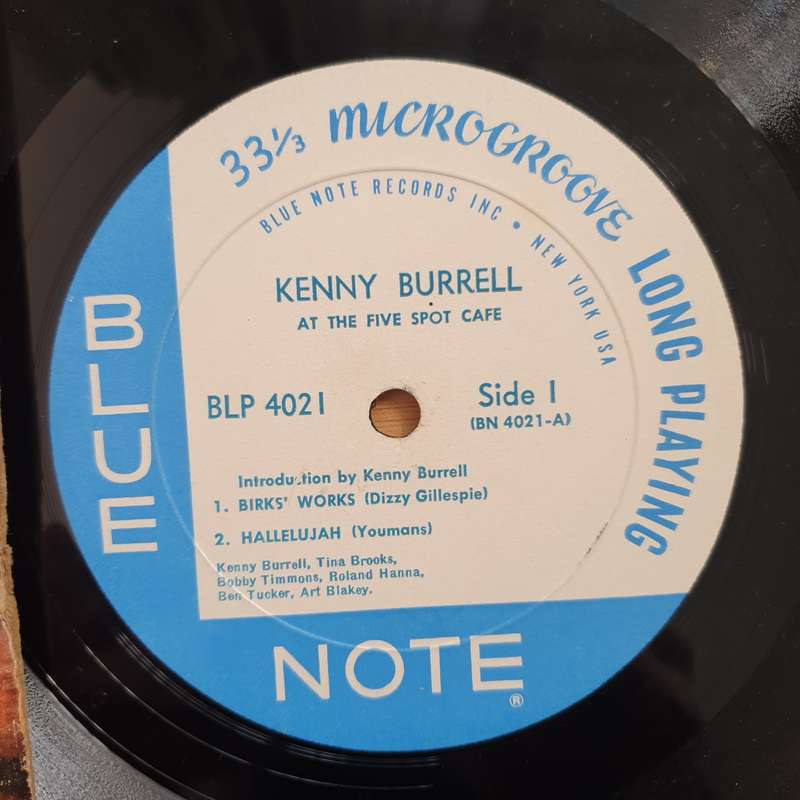 33⅓ MICROGROOVE LONG PLAYING
BLUE NOTE RECORDS INC • NEW YORK USA
KENNY BURRELL
AT THE FIVE SPOT CAFE
BLP 4021
Side 1
(BN 4021-A)
Introduction by Kenny Burrell
1. BIRKS' WORKS (Dizzy Gillespie)
2. HALLELUJAH (Youmans)
Kenny Burrell, Tina Brooks,
Bobby Timmons, Roland Hanna,
Ben Tucker, Art Blakey.
BLUE
NOTE®